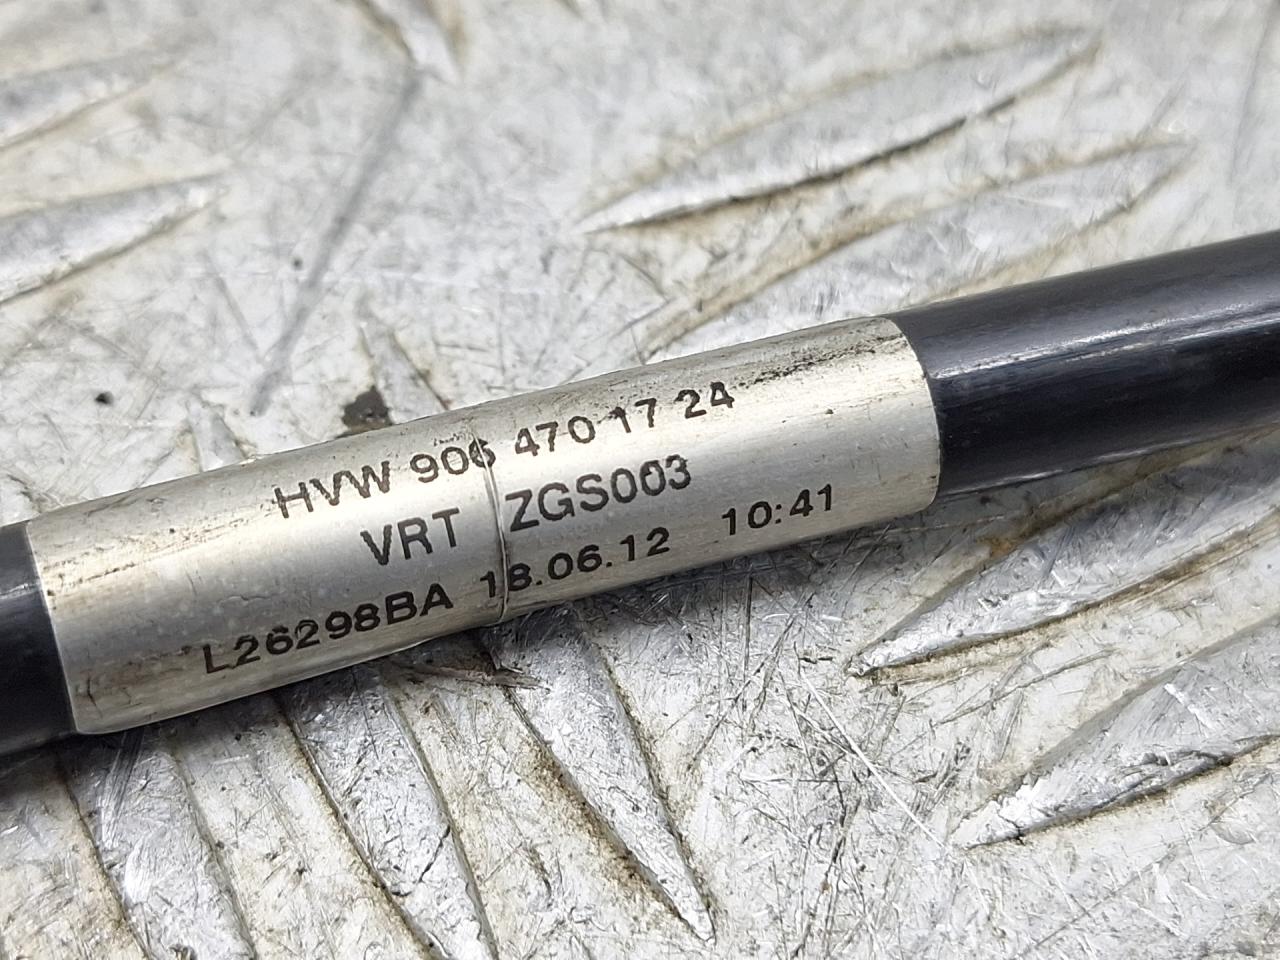 HVW 906 470 17 24
VRT ZGS003
L26298BA 18.06.12 10:41